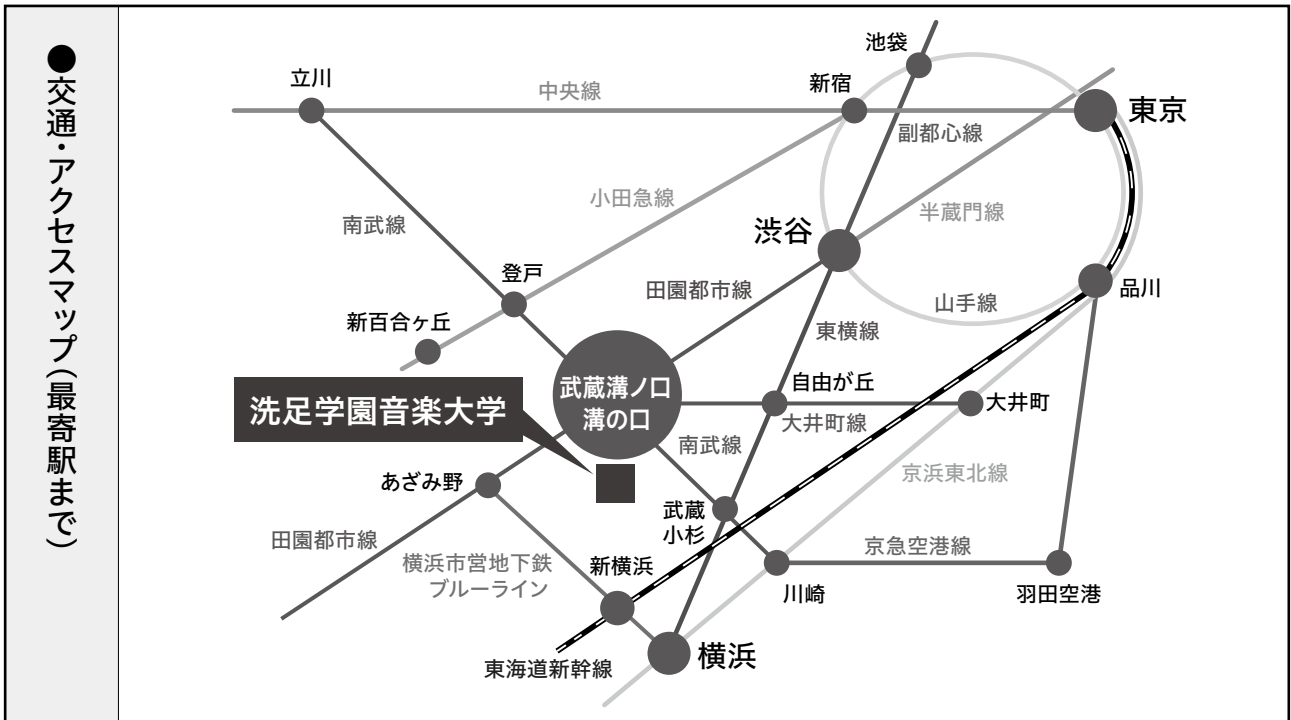 ●交通・アクセスマップ(最寄駅まで)
池袋
立川
中央線
新宿
東京
副都心線
小田急線
半蔵門線
南武線
渋谷
登戸
田園都市線
品川
山手線
新百合ヶ丘
東横線
武蔵溝ノ口
溝の口
自由が丘
大井町
洗足学園音楽大学
大井町線
南武線
京浜東北線
あざみ野
武蔵
小杉
田園都市線
京急空港線
横浜市営地下鉄
ブルーライン
新横浜
川崎
羽田空港
東海道新幹線
横浜